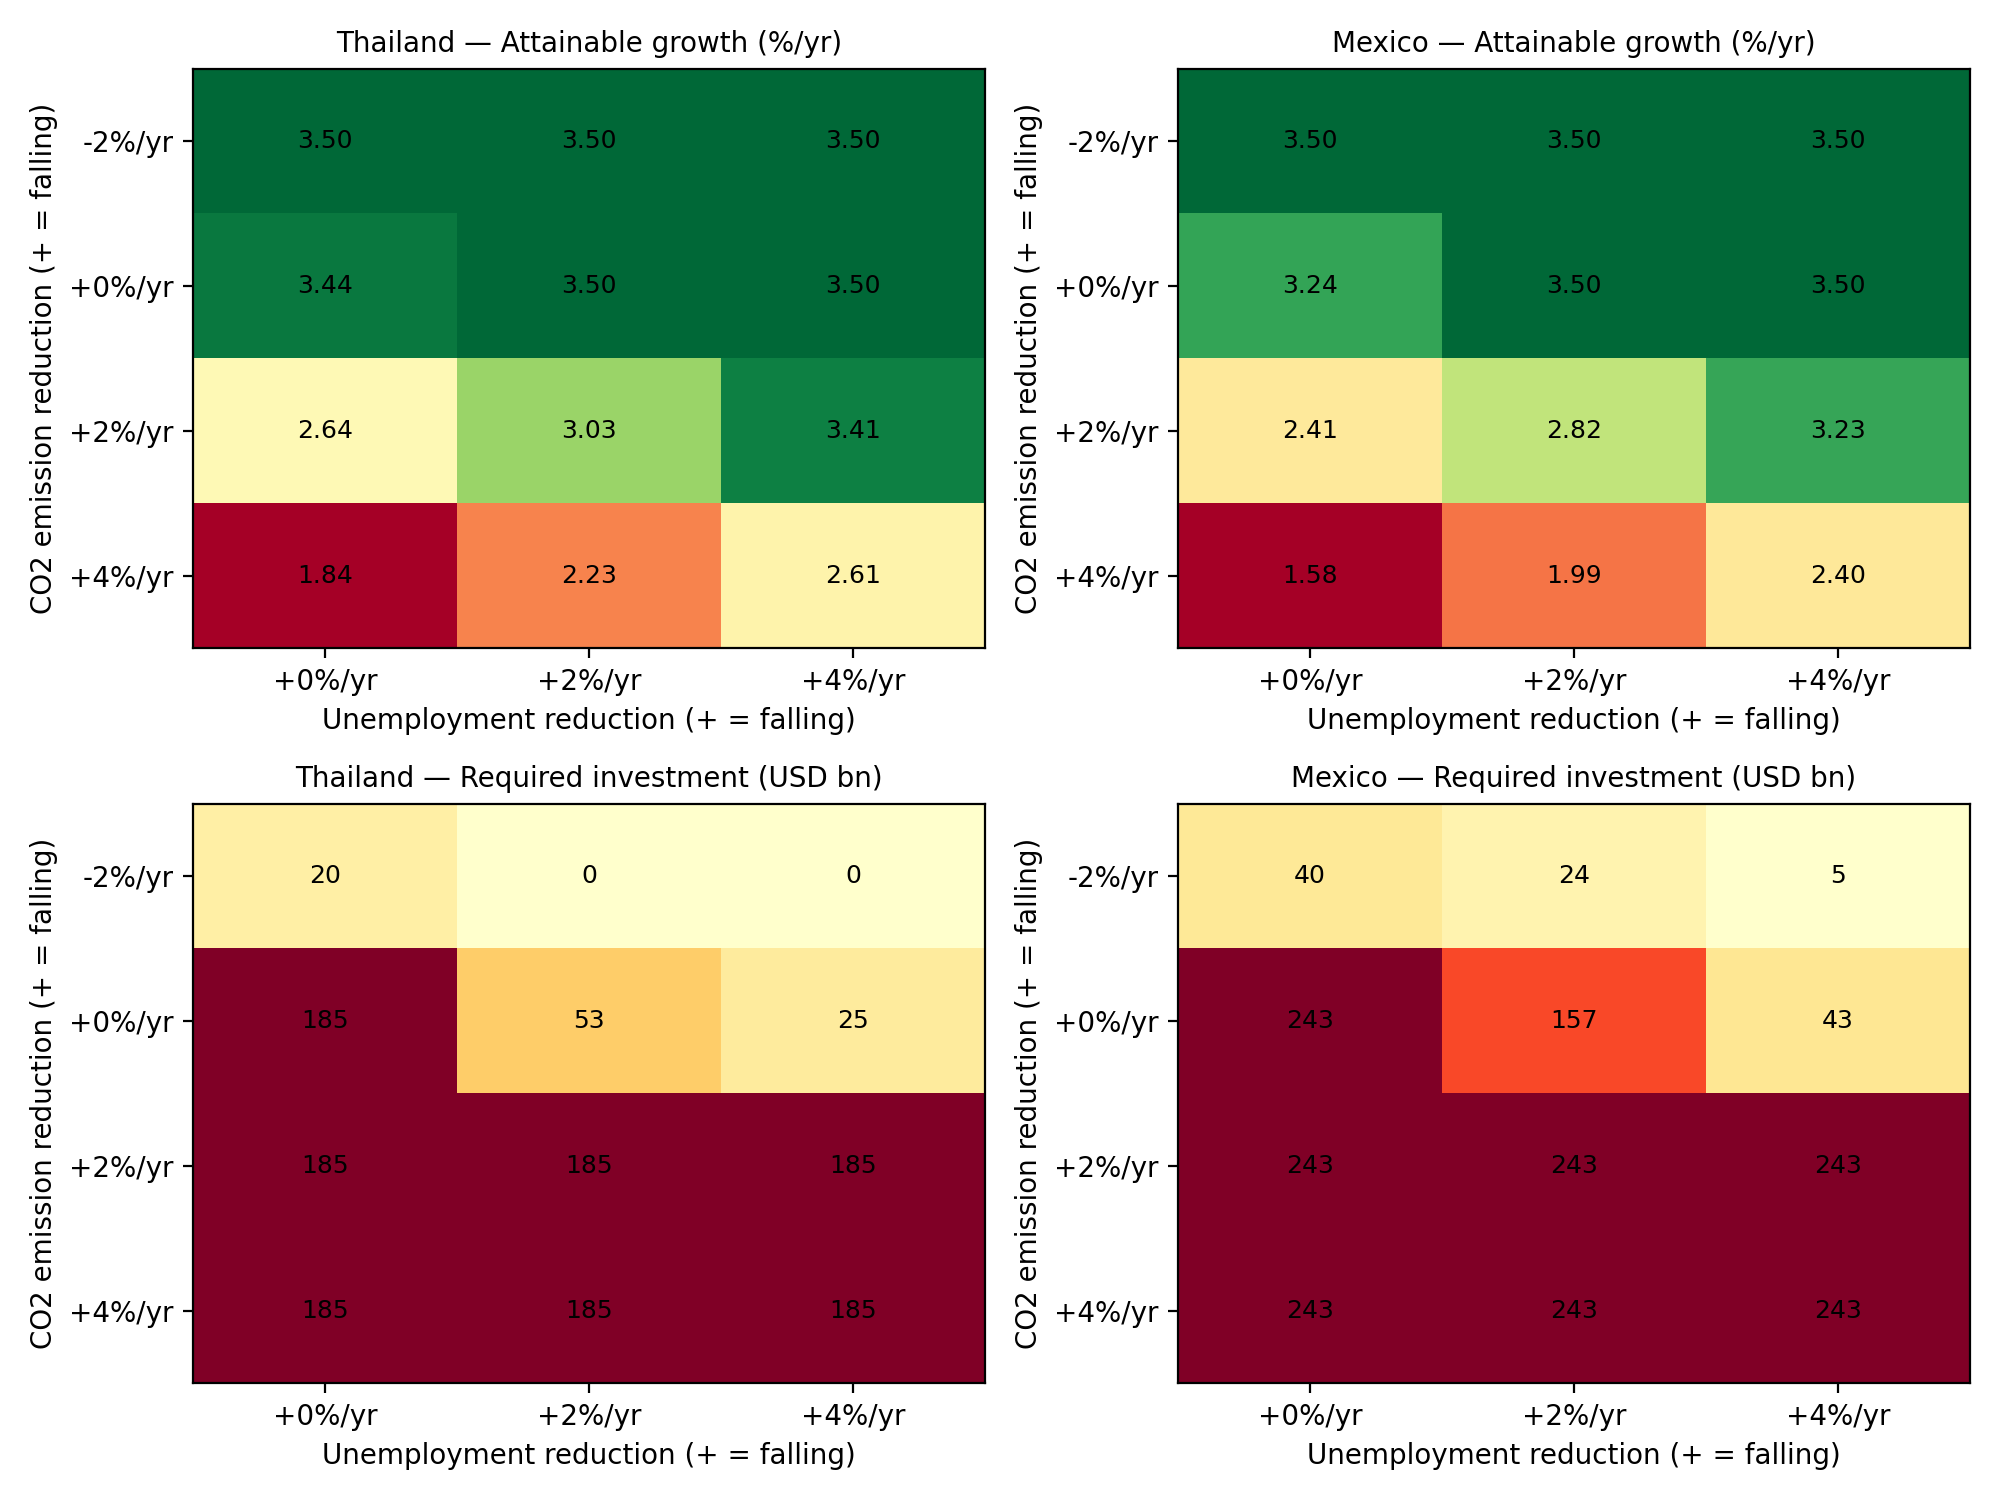 Thailand — Attainable growth (%/yr)
CO2 emission reduction (+ = falling)
-2%/yr 3.50 3.50 3.50
+0%/yr 3.44 3.50 3.50
+2%/yr 2.64 3.03 3.41
+4%/yr 1.84 2.23 2.61
+0%/yr +2%/yr +4%/yr
Unemployment reduction (+ = falling)
Mexico — Attainable growth (%/yr)
CO2 emission reduction (+ = falling)
-2%/yr 3.50 3.50 3.50
+0%/yr 3.24 3.50 3.50
+2%/yr 2.41 2.82 3.23
+4%/yr 1.58 1.99 2.40
+0%/yr +2%/yr +4%/yr
Unemployment reduction (+ = falling)
Thailand — Required investment (USD bn)
CO2 emission reduction (+ = falling)
-2%/yr 20 0 0
+0%/yr 185 53 25
+2%/yr 185 185 185
+4%/yr 185 185 185
+0%/yr +2%/yr +4%/yr
Unemployment reduction (+ = falling)
Mexico — Required investment (USD bn)
CO2 emission reduction (+ = falling)
-2%/yr 40 24 5
+0%/yr 243 157 43
+2%/yr 243 243 243
+4%/yr 243 243 243
+0%/yr +2%/yr +4%/yr
Unemployment reduction (+ = falling)